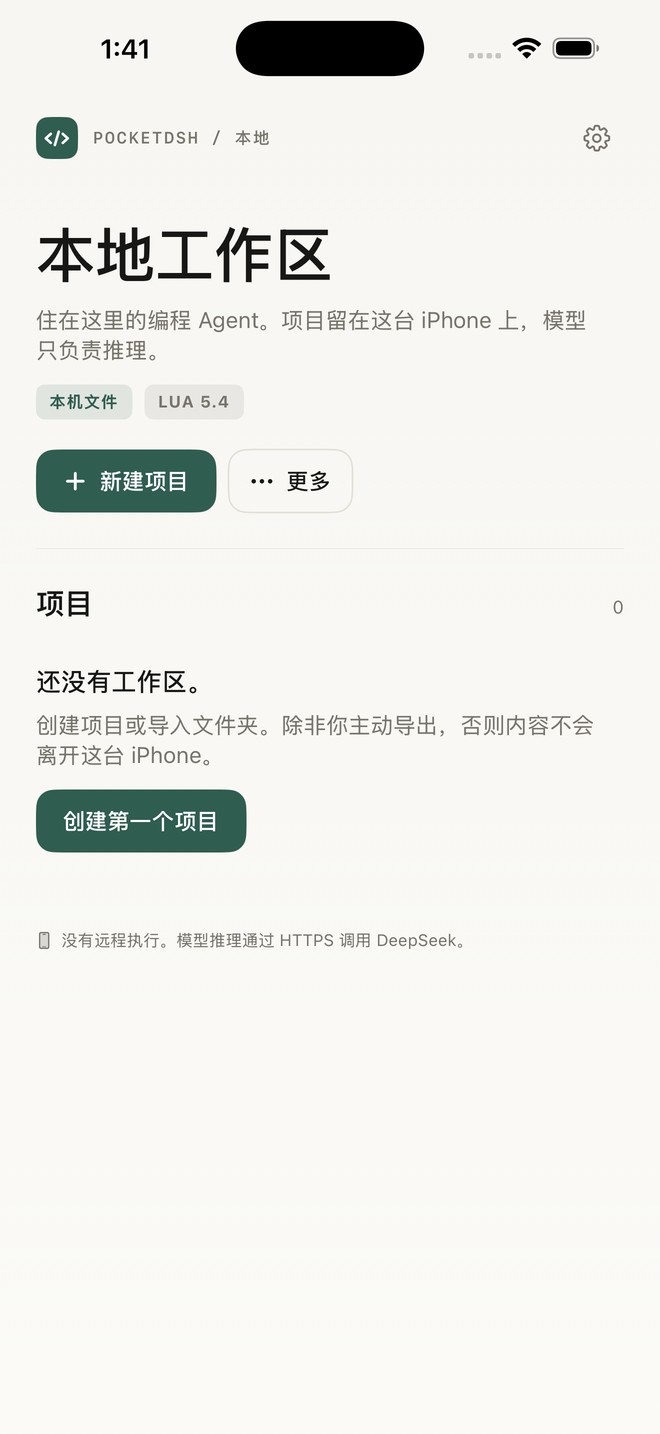 1:41
POCKETDSH / 本地
本地工作区
住在这里的编程 Agent。项目留在这台 iPhone 上，模型
只负责推理。
本机文件 LUA 5.4
+ 新建项目 ··· 更多
项目 0
还没有工作区。
创建项目或导入文件夹。除非你主动导出，否则内容不会
离开这台 iPhone。
创建第一个项目
没有远程执行。模型推理通过 HTTPS 调用 DeepSeek。